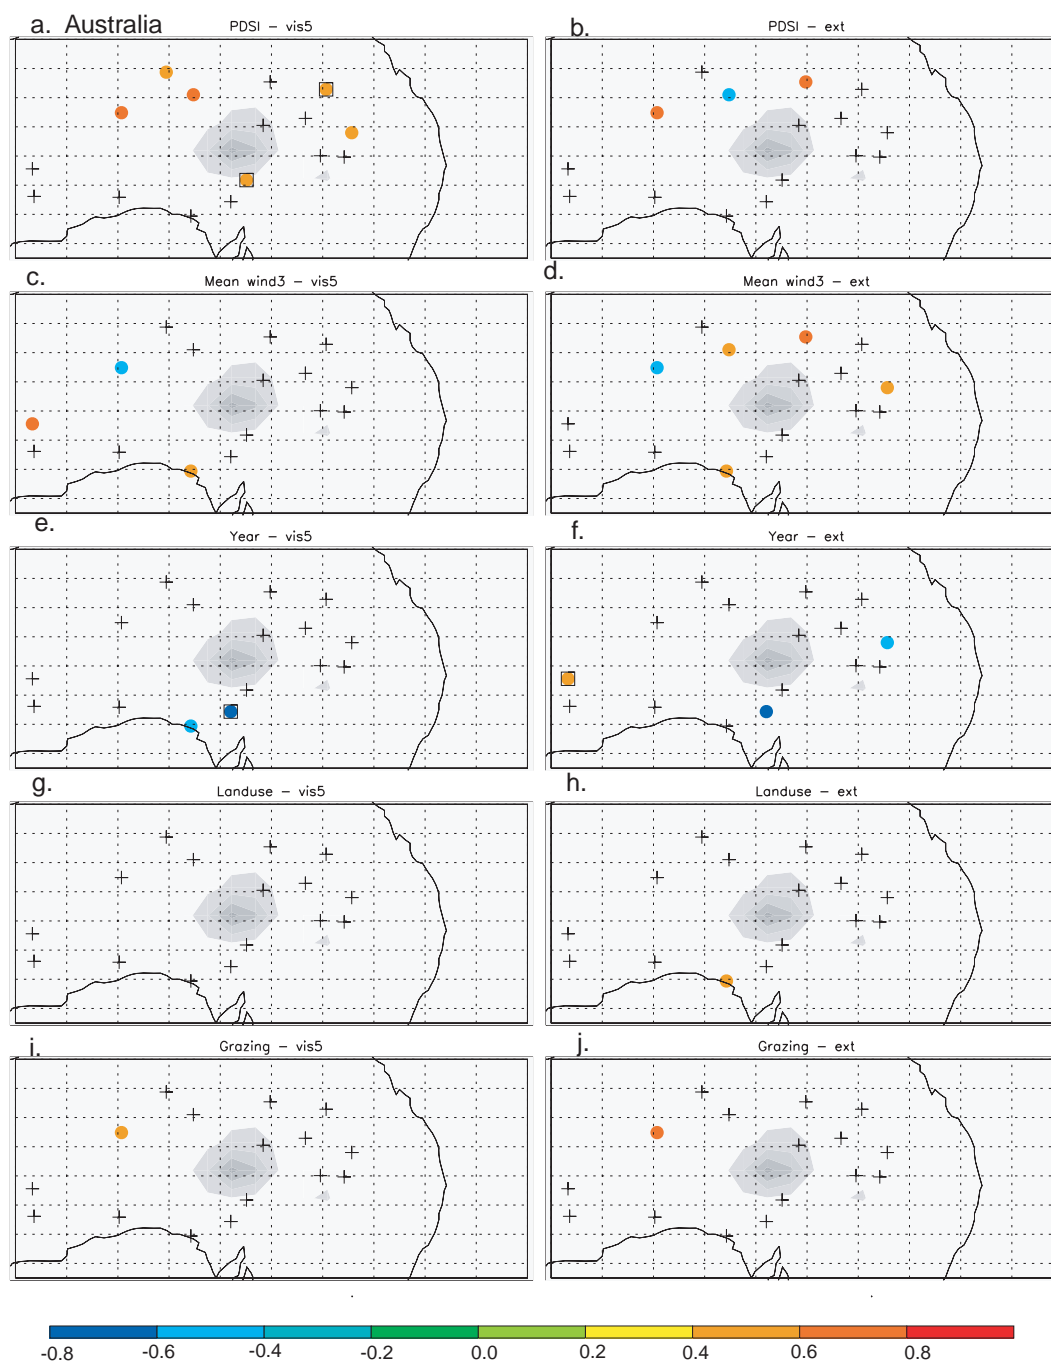 a. Australia
PDSI – vis5
b.
PDSI – ext
c.
Mean wind3 – vis5
d.
Mean wind3 – ext
e.
Year – vis5
f.
Year – ext
g.
Landuse – vis5
h.
Landuse – ext
i.
Grazing – vis5
j.
Grazing – ext
-0.8 -0.6 -0.4 -0.2 0.0 0.2 0.4 0.6 0.8